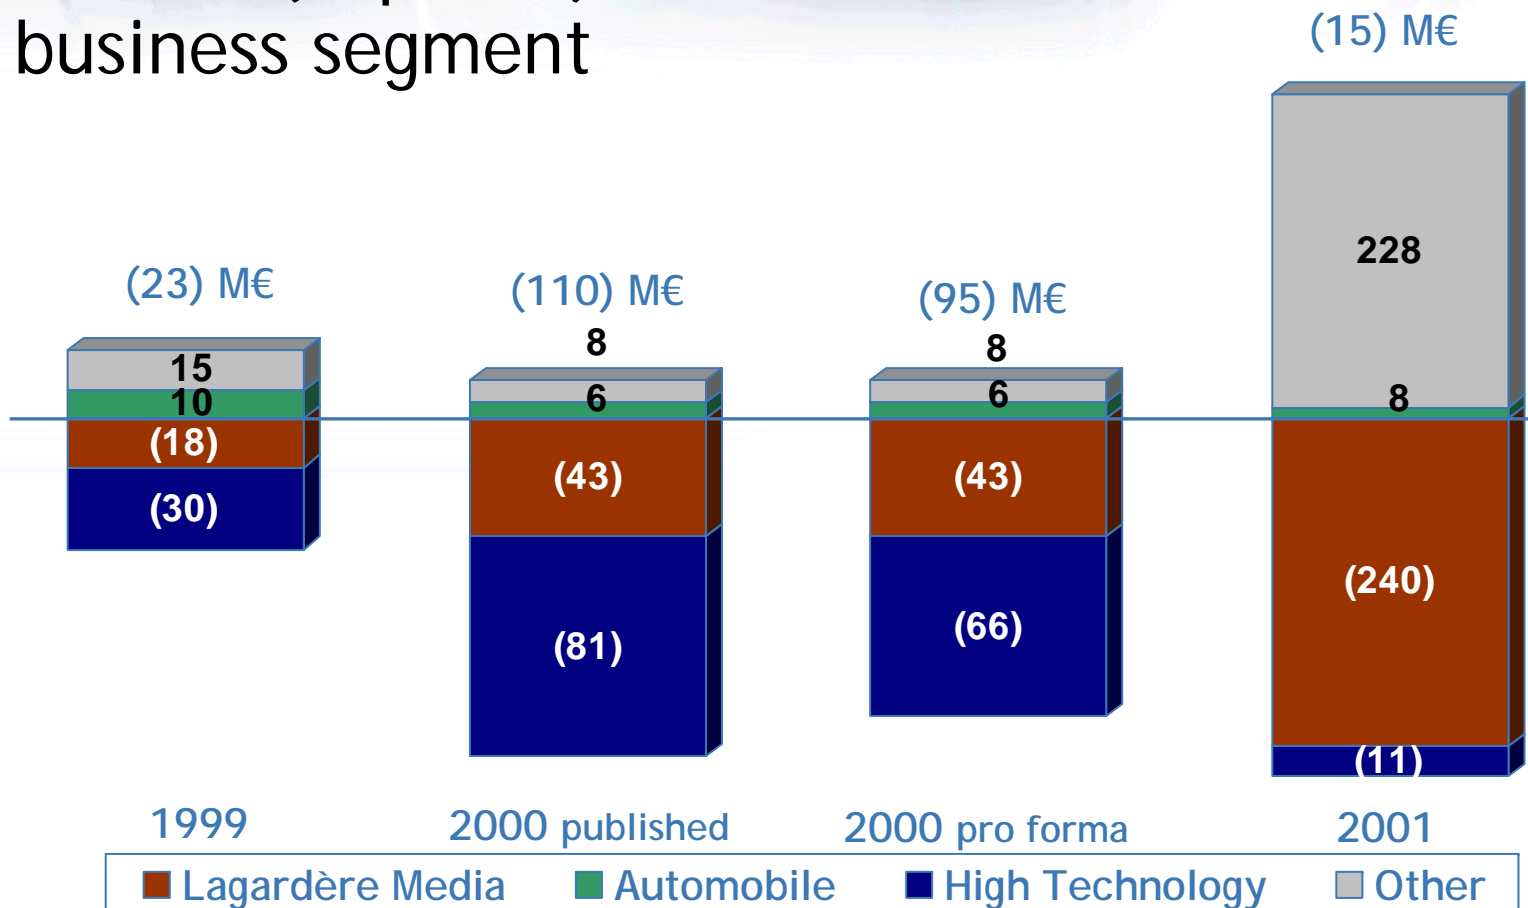 business segment
(15) M€
(23) M€
(110) M€
(95) M€
15
10
(18)
(30)
8
6
(43)
(81)
8
6
(43)
(66)
228
8
(240)
(11)
1999
2000 published
2000 pro forma
2001
Lagardère Media
Automobile
High Technology
Other